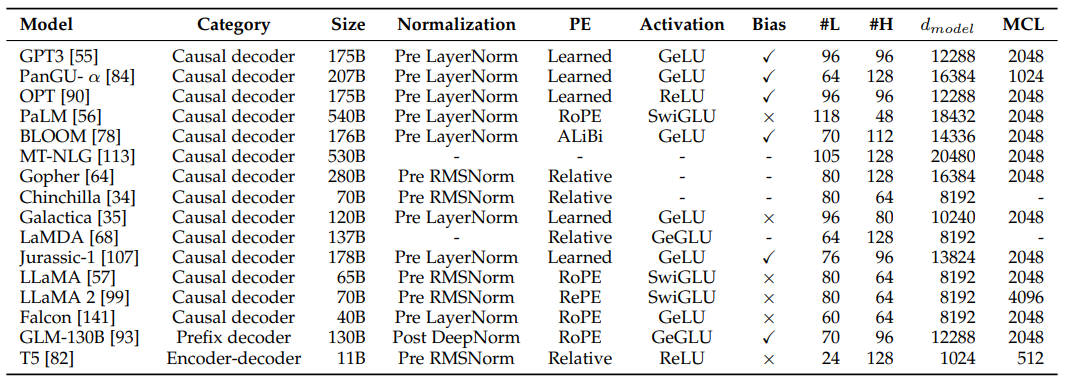 Model Category Size Normalization PE Activation Bias #L #H d_model MCL
GPT3 [55] Causal decoder 175B Pre LayerNorm Learned GeLU ✓ 96 96 12288 2048
PanGU- α [84] Causal decoder 207B Pre LayerNorm Learned GeLU ✓ 64 128 16384 1024
OPT [90] Causal decoder 175B Pre LayerNorm Learned ReLU ✓ 96 96 12288 2048
PaLM [56] Causal decoder 540B Pre LayerNorm RoPE SwiGLU × 118 48 18432 2048
BLOOM [78] Causal decoder 176B Pre LayerNorm ALiBi GeLU ✓ 70 112 14336 2048
MT-NLG [113] Causal decoder 530B - - - - 105 128 20480 2048
Gopher [64] Causal decoder 280B Pre RMSNorm Relative - - 80 128 16384 2048
Chinchilla [34] Causal decoder 70B Pre RMSNorm Relative - - 80 64 8192 -
Galactica [35] Causal decoder 120B Pre LayerNorm Learned GeLU × 96 80 10240 2048
LaMDA [68] Causal decoder 137B - Relative GeGLU - 64 128 8192 -
Jurassic-1 [107] Causal decoder 178B Pre LayerNorm Learned GeLU ✓ 76 96 13824 2048
LLaMA [57] Causal decoder 65B Pre RMSNorm RoPE SwiGLU × 80 64 8192 2048
LLaMA 2 [99] Causal decoder 70B Pre RMSNorm RePE SwiGLU × 80 64 8192 4096
Falcon [141] Causal decoder 40B Pre LayerNorm RoPE GeLU × 60 64 8192 2048
GLM-130B [93] Prefix decoder 130B Post DeepNorm RoPE GeGLU ✓ 70 96 12288 2048
T5 [82] Encoder-decoder 11B Pre RMSNorm Relative ReLU × 24 128 1024 512